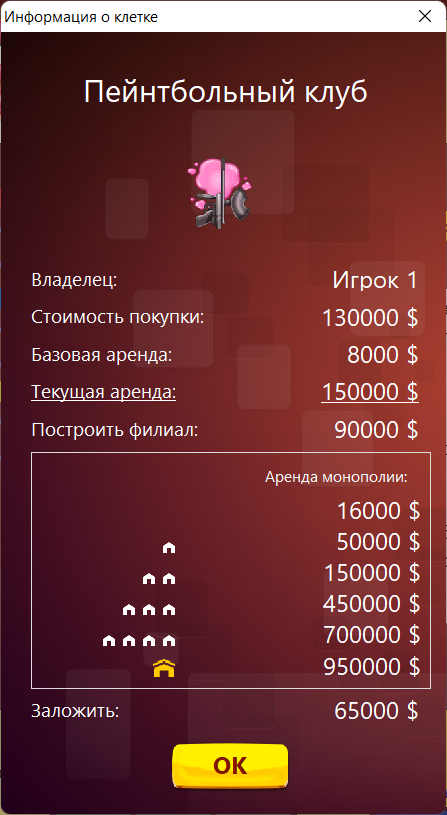 Информация о клетке
Пейнтбольный клуб
Владелец: Игрок 1
Стоимость покупки: 130000 $
Базовая аренда: 8000 $
Текущая аренда: 150000 $
Построить филиал: 90000 $
Аренда монополии:
16000 $
50000 $
150000 $
450000 $
700000 $
950000 $
Заложить: 65000 $
OK